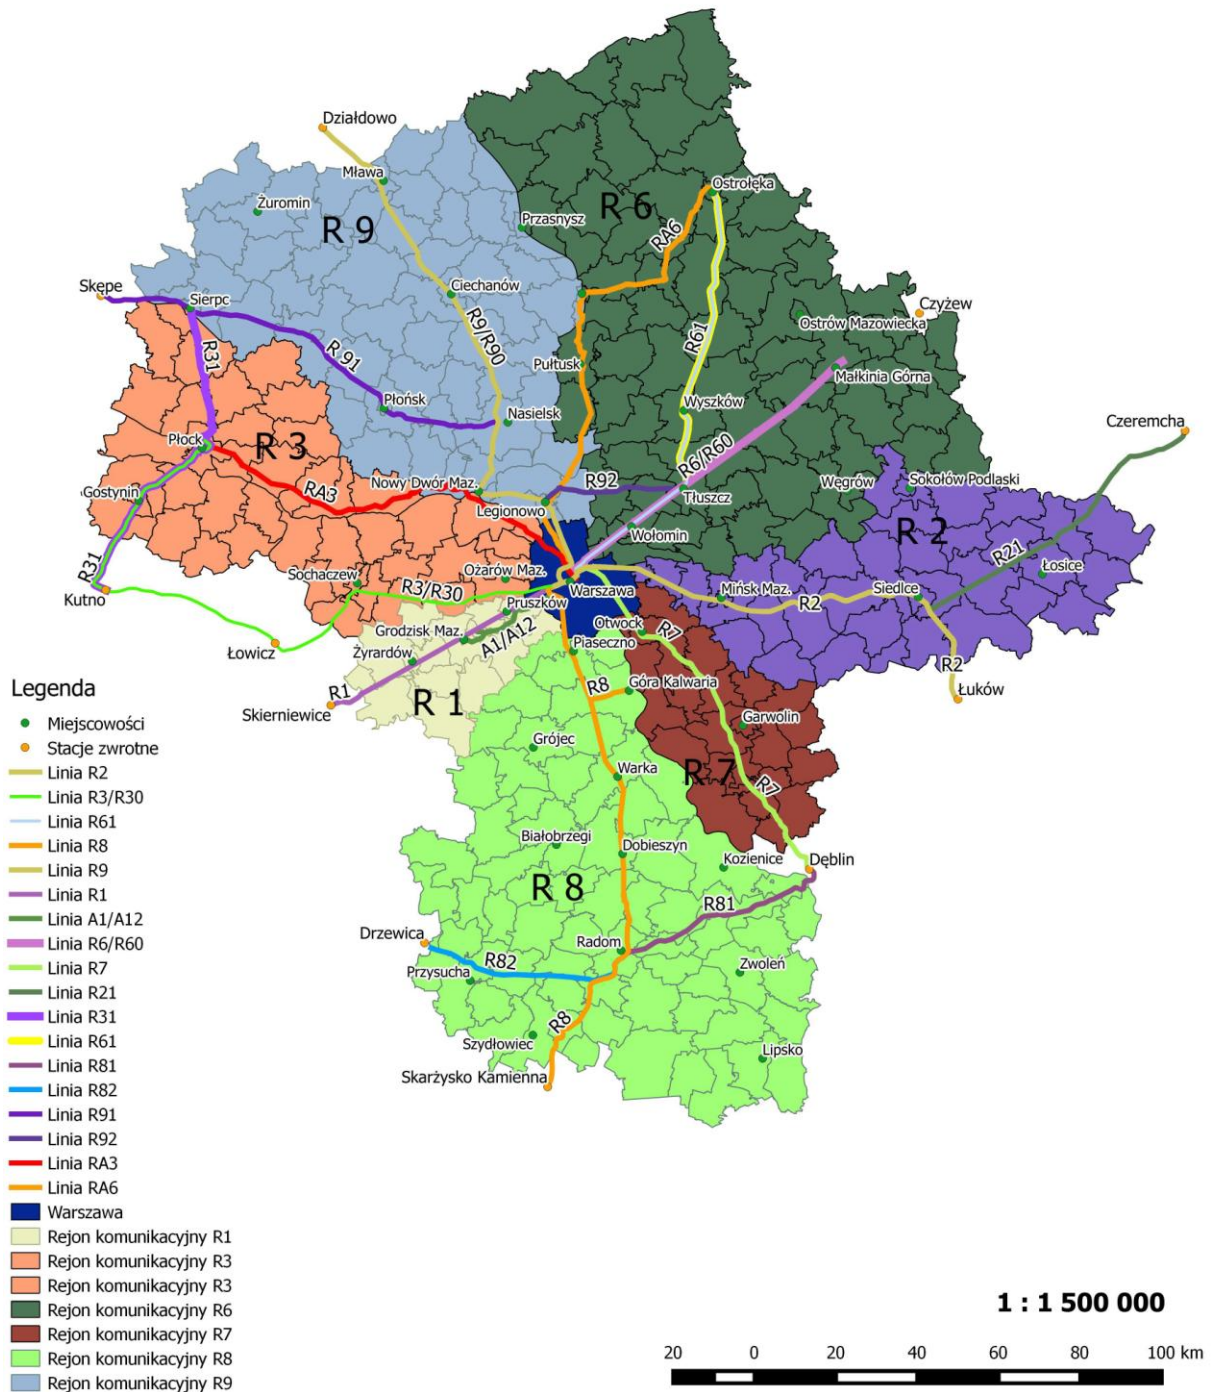 Działdowo
Mława
Żuromin
R 9
Przasnysz
Ostrołęka
R 6
RA6
Skępe
Sierpc
Ciechanów
Czyżew
Ostrów Mazowiecka
R9/R90
R61
R31
R 91
Pułtusk
Małkinia Górna
Płońsk
Nasielsk
Wyszków
Czeremcha
Płock
R 3
R6/R60
Gostynin
RA3
Nowy Dwór Maz.
R92
Tłuszcz
Węgrów
Sokołów Podlaski
Legionowo
Wołomin
R 2
R21
R31
Kutno
Sochaczew
Ożarów Maz.
R3/R30
Warszawa
Mińsk Maz.
R2
Siedlce
Łosice
Pruszków
Otwock
Grodzisk Maz.
A1/A12
Piaseczno
R7
Łowicz
Żyrardów
R2
Łuków
R1
R 1
Skierniewice
R8
Góra Kalwaria
Garwolin
Grójec
Warka
R 7
R7
Białobrzegi
Dobieszyn
Kozienice
Dęblin
R 8
R81
Drzewica
Radom
Przysucha
R82
Zwoleń
Szydłowiec
R8
Lipsko
Skarżysko Kamienna
Legenda
Miejscowości
Stacje zwrotne
Linia R2
Linia R3/R30
Linia R61
Linia R8
Linia R9
Linia R1
Linia A1/A12
Linia R6/R60
Linia R7
Linia R21
Linia R31
Linia R61
Linia R81
Linia R82
Linia R91
Linia R92
Linia RA3
Linia RA6
Warszawa
Rejon komunikacyjny R1
Rejon komunikacyjny R3
Rejon komunikacyjny R3
Rejon komunikacyjny R6
Rejon komunikacyjny R7
Rejon komunikacyjny R8
Rejon komunikacyjny R9
1 : 1 500 000
20 0 20 40 60 80 100 km